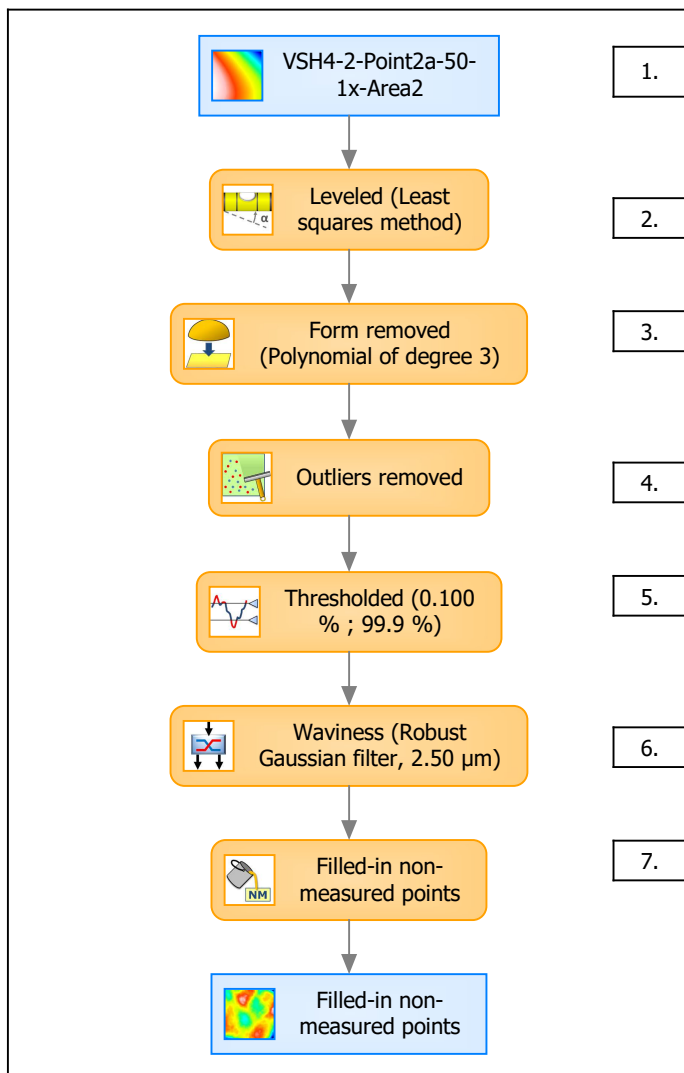 VSH4-2-Point2a-50-
1x-Area2
1.
α
Leveled (Least
squares method)
2.
Form removed
(Polynomial of degree 3)
3.
Outliers removed
4.
Thresholded (0.100
% ; 99.9 %)
5.
Waviness (Robust
Gaussian filter, 2.50 µm)
6.
NM
Filled-in non-
measured points
7.
Filled-in non-
measured points